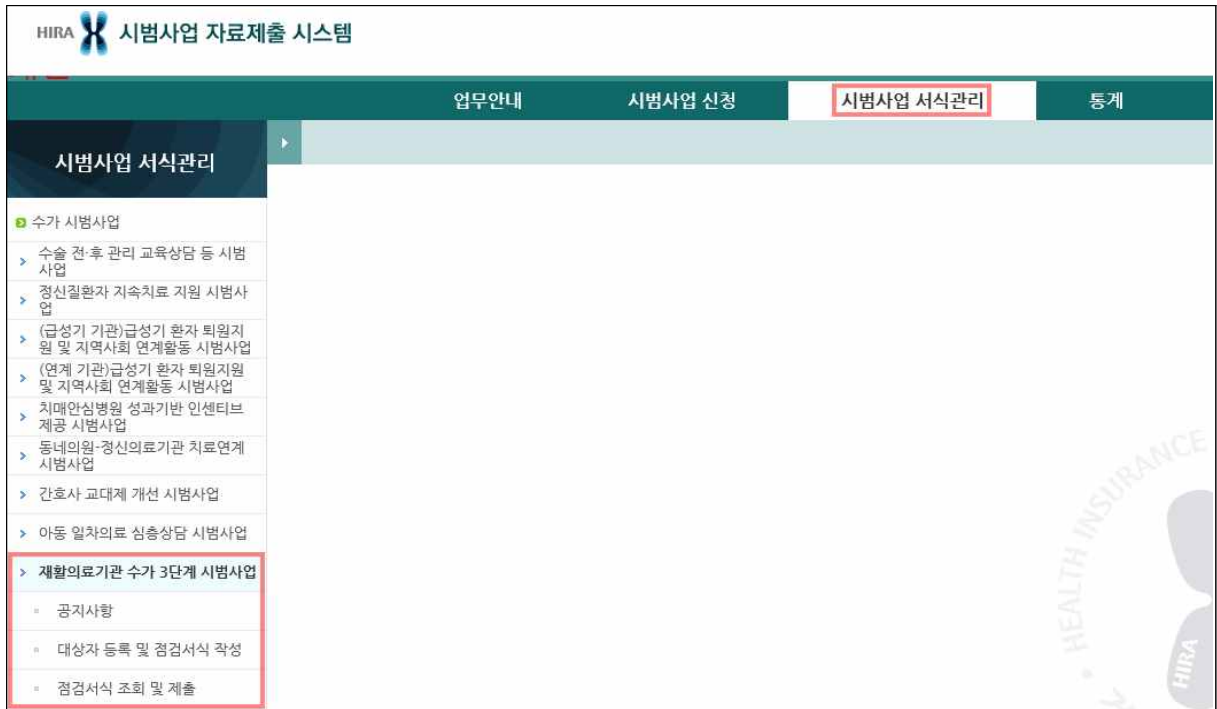 HIRA 시범사업 자료제출 시스템
업무안내 시범사업 신청 시범사업 서식관리 통계
시범사업 서식관리
수가 시범사업
수술 전·후 관리 교육상담 등 시범
사업
정신질환자 지속치료 지원 시범사
업
(급성기 기관)급성기 환자 퇴원지
원 및 지역사회 연계활동 시범사업
(연계 기관)급성기 환자 퇴원지원
및 지역사회 연계활동 시범사업
치매안심병원 성과기반 인센티브
제공 시범사업
동네의원-정신의료기관 치료연계
시범사업
간호사 교대제 개선 시범사업
아동 일차의료 심층상담 시범사업
재활의료기관 수가 3단계 시범사업
공지사항
대상자 등록 및 점검서식 작성
점검서식 조회 및 제출
HEALTH INSURANCE
HIRA